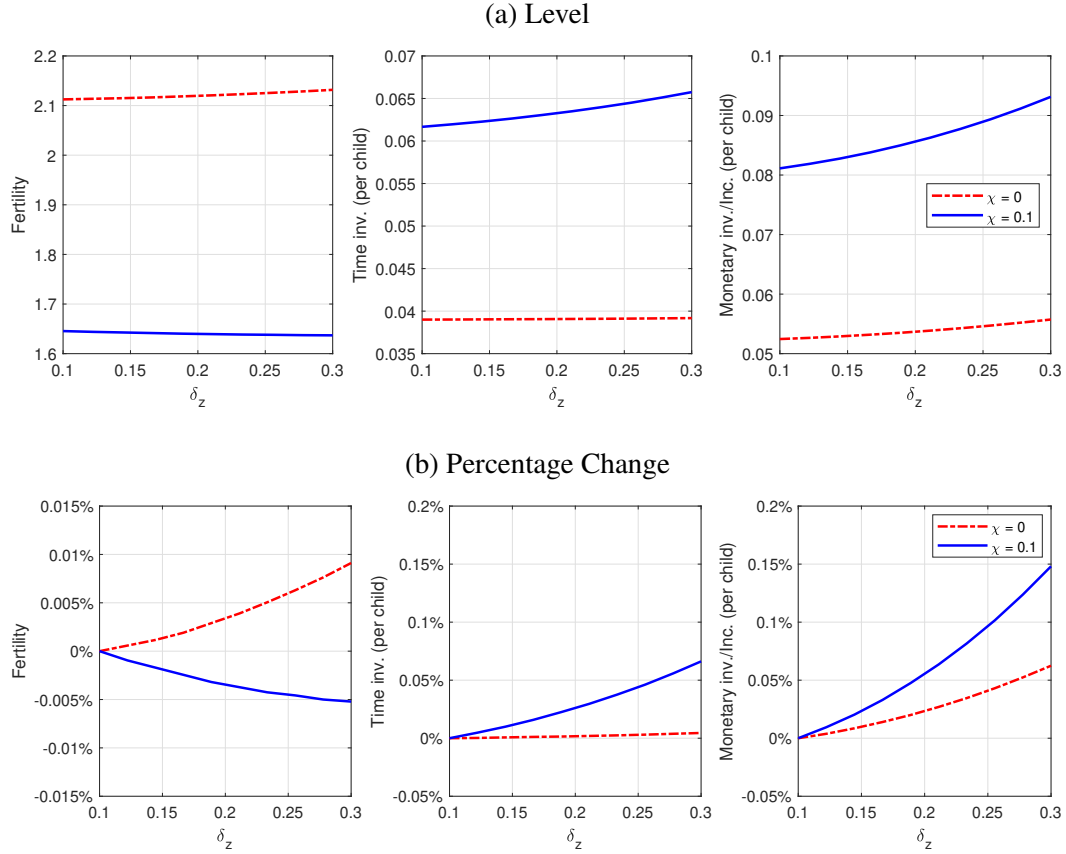 (a) Level
2.2
2.1
2
1.9
1.8
1.7
1.6
Fertility
0.1 0.15 0.2 0.25 0.3
δz
0.07
0.065
0.06
0.055
0.05
0.045
0.04
0.035
Time inv. (per child)
0.1 0.15 0.2 0.25 0.3
δz
0.1
0.09
0.08
0.07
0.06
0.05
Monetary inv./Inc. (per child)
χ = 0
χ = 0.1
0.1 0.15 0.2 0.25 0.3
δz
(b) Percentage Change
0.015%
0.01%
0.005%
0%
-0.005%
-0.01%
-0.015%
Fertility
0.1 0.15 0.2 0.25 0.3
δz
0.2%
0.15%
0.1%
0.05%
0%
-0.05%
Time inv. (per child)
0.1 0.15 0.2 0.25 0.3
δz
0.2%
0.15%
0.1%
0.05%
0%
-0.05%
Monetary inv./Inc. (per child)
χ = 0
χ = 0.1
0.1 0.15 0.2 0.25 0.3
δz